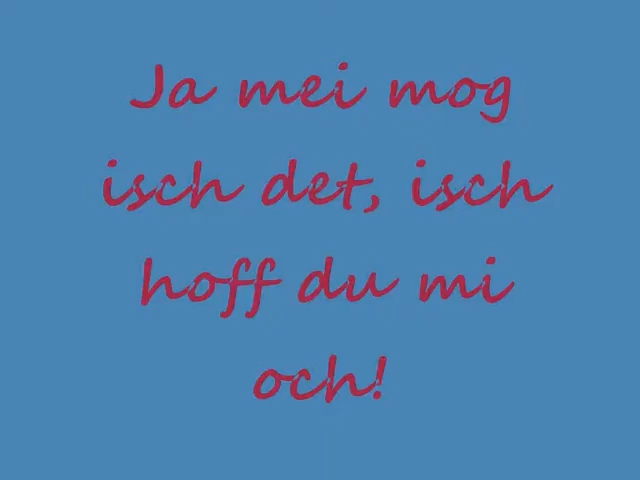 Ja mei mog
isch det, isch
hoff du mi
och!